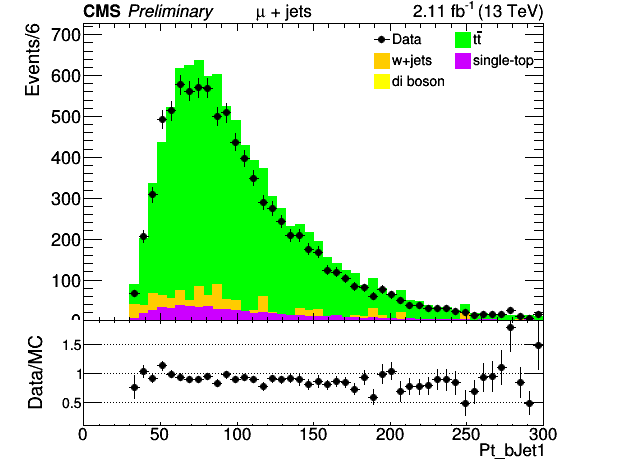 CMS Preliminary μ + jets 2.11 fb⁻¹ (13 TeV)
Events/6
700
600
500
400
300
200
100
0
Data
tt̄
w+jets
single-top
di boson
Data/MC
1.5
1
0.5
0 50 100 150 200 250 300
Pt_bJet1